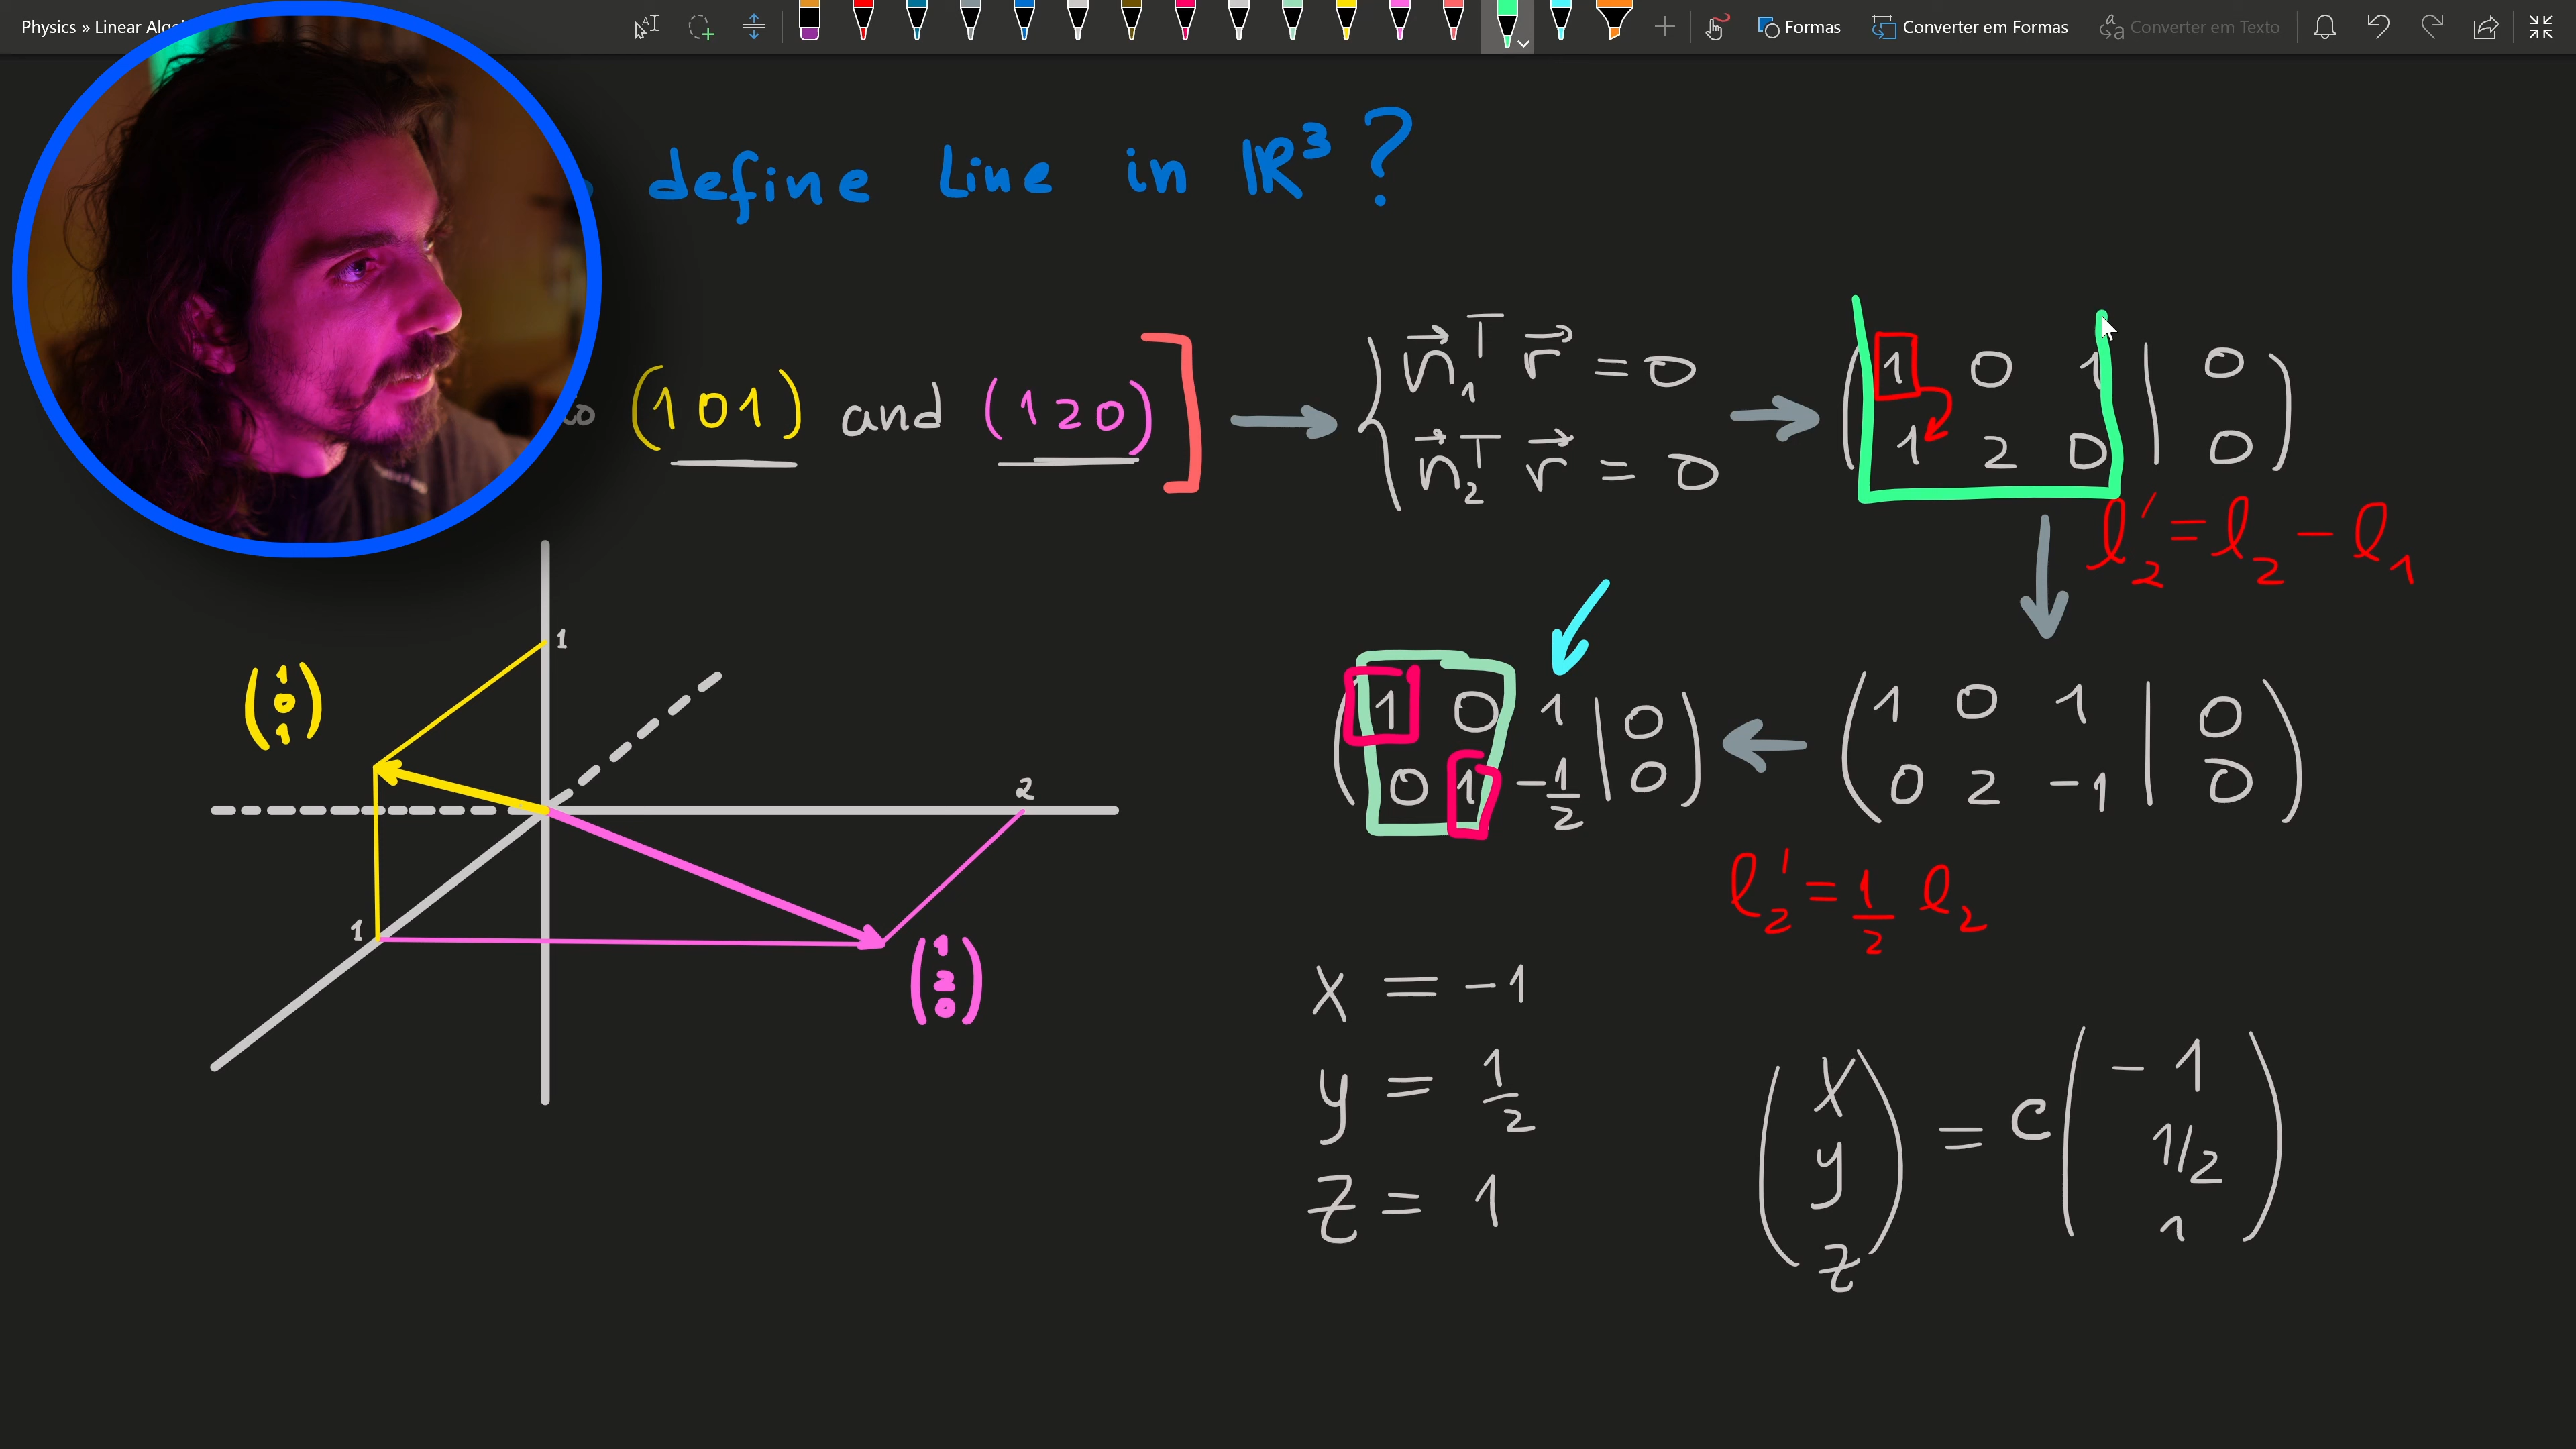 Physics » Linear Alg
Formas
Converter em Formas
Converter em Texto
define Line in ℝ³ ?
(1 0 1) and (1 2 0) ]
n⃗₁ᵀ r⃗ = 0
n⃗₂ᵀ r⃗ = 0
( 1 0 1 | 0 )
( 1 2 0 | 0 )
l₂' = l₂ - l₁
( 1 0 1 | 0 )
( 0 2 -1 | 0 )
l₂' = 1/2 l₂
( 1 0 1 | 0 )
( 0 1 -1/2 | 0 )
x = -1
y = 1/2
z = 1
(x y z) = c (-1 1/2 1)
1
(1 0 1)
2
1
(1 2 0)